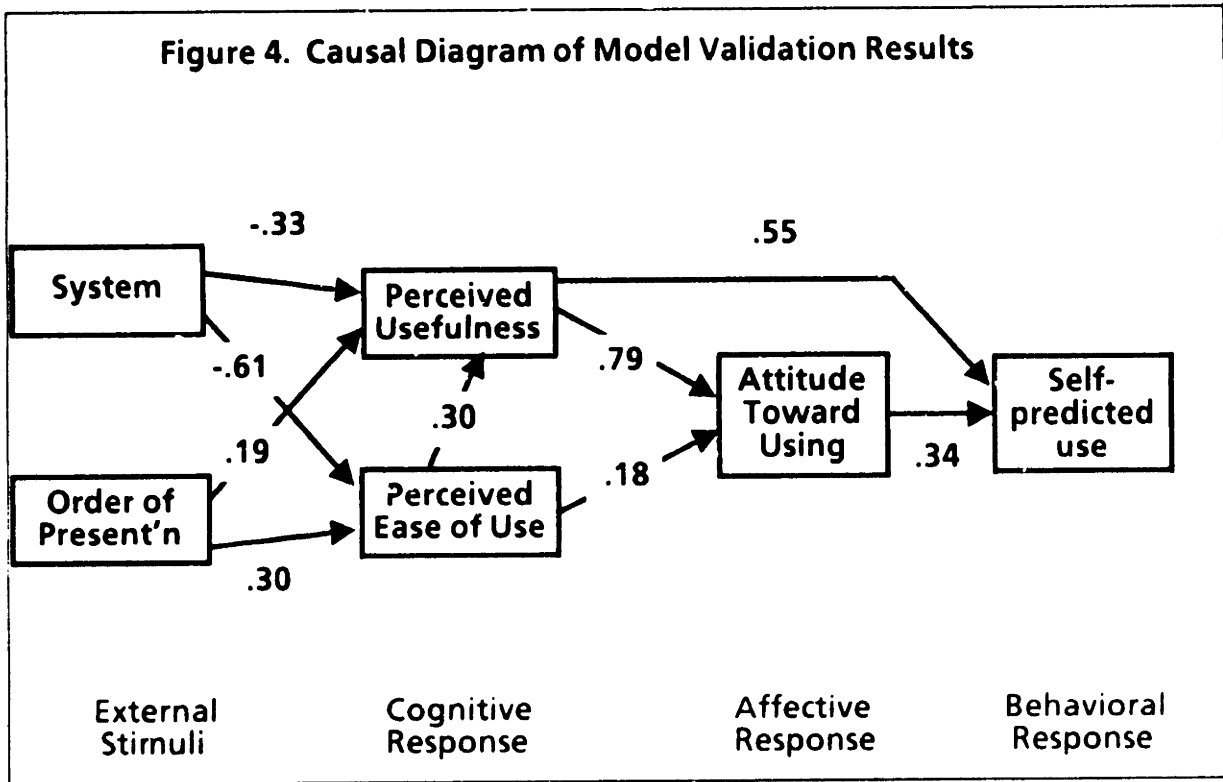 Figure 4. Causal Diagram of Model Validation Results
-.33
.55
System
Perceived
Usefulness
-.61
.79
Attitude
Toward
Using
Self-
predicted
use
.30
.19
.18
.34
Order of
Present'n
Perceived
Ease of Use
.30
External
Stimuli
Cognitive
Response
Affective
Response
Behavioral
Response